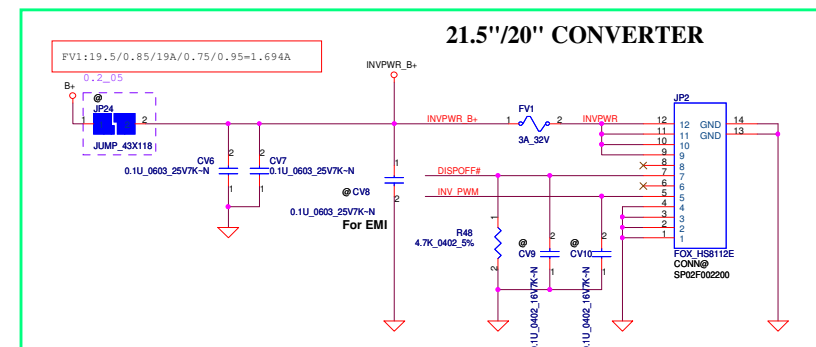 21.5"/20" CONVERTER
FV1:19.5/0.85/19A/0.75/0.95=1.694A
0.2_05
B+
@
JP24
1
2
JUMP_43X118
INVPWR_B+
CV6
2
1
0.1U_0603_25V7K~N
CV7
2
1
0.1U_0603_25V7K~N
1
@ CV8
2
0.1U_0603_25V7K~N
For EMI
INVPWR_B+
FV1
1
2
3A_32V
INVPWR
DISPOFF#
INV_PWM
1
R48
4.7K_0402_5%
2
@
CV9
2
1
0.1U_0402_16V7K~N
@
CV10
2
1
0.1U_0402_16V7K~N
JP2
12 12 GND 14
11 11 GND 13
10 10
9 9
8 8
7 7
6 6
5 5
4 4
3 3
2 2
1 1
FOX_HS8112E
CONN@
SP02F002200